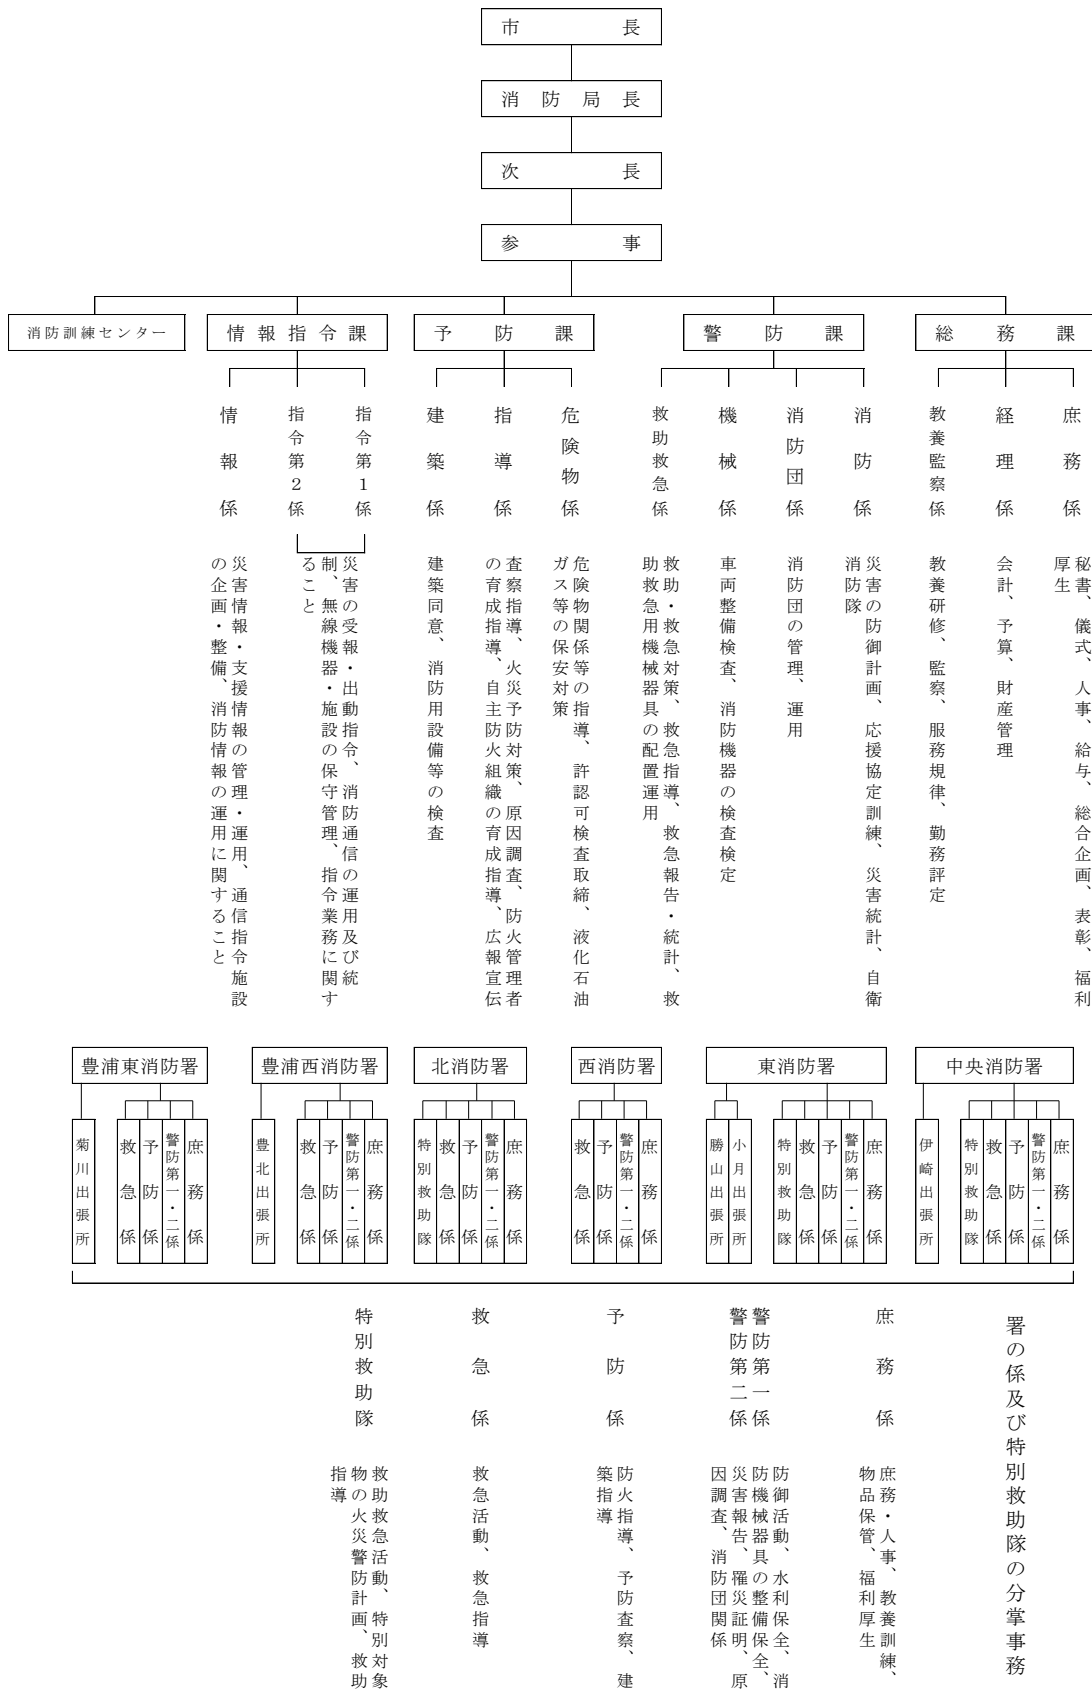 市長
消防局長
次長
参事
総務課
警防課
予防課
情報指令課
消防訓練センター
庶務係
経理係
教養監察係
消防係
消防団係
機械係
救助救急係
危険物係
指導係
建築係
指令第1係
指令第2係
情報係
秘書、儀式、人事、給与、総合企画、表彰、福利
厚生
会計、予算、財産管理
教養研修、監察、服務規律、勤務評定
災害の防御計画、応援協定訓練、災害統計、自衛
消防隊
消防団の管理、運用
車両整備検査、消防機器の検査検定
救助・救急対策、救急指導、救急報告・統計、救
助救急用機械器具の配置運用
危険物関係等の指導、許認可検査取締、液化石油
ガス等の保安対策
査察指導、火災予防対策、原因調査、防火管理者
の育成指導、自主防火組織の育成指導、広報宣伝
建築同意、消防用設備等の検査
災害の受報・出動指令、消防通信の運用及び統
制、無線機器・施設の保守管理、指令業務に関す
ること
災害情報・支援情報の管理・運用、通信指令施設
の企画・整備、消防情報の運用に関すること
中央消防署
庶務係
警防第一・二係
予防係
救急係
特別救助隊
伊崎出張所
東消防署
庶務係
警防第一・二係
予防係
救急係
特別救助隊
小月出張所
勝山出張所
西消防署
庶務係
警防第一・二係
予防係
救急係
北消防署
庶務係
警防第一・二係
予防係
救急係
特別救助隊
豊浦西消防署
庶務係
警防第一・二係
予防係
救急係
豊北出張所
豊浦東消防署
庶務係
警防第一・二係
予防係
救急係
菊川出張所
署の係及び特別救助隊の分掌事務
庶務係
庶務・人事、教養訓練、
物品保管、福利厚生
警防第一係
警防第二係
防御活動、水利保全、消
防機械器具の整備保全、
災害報告、罹災証明、原
因調査、消防団関係
予防係
防火指導、予防査察、建
築指導
救急係
救急活動、救急指導
特別救助隊
救助救急活動、特別対象
物の火災警防計画、救助
指導